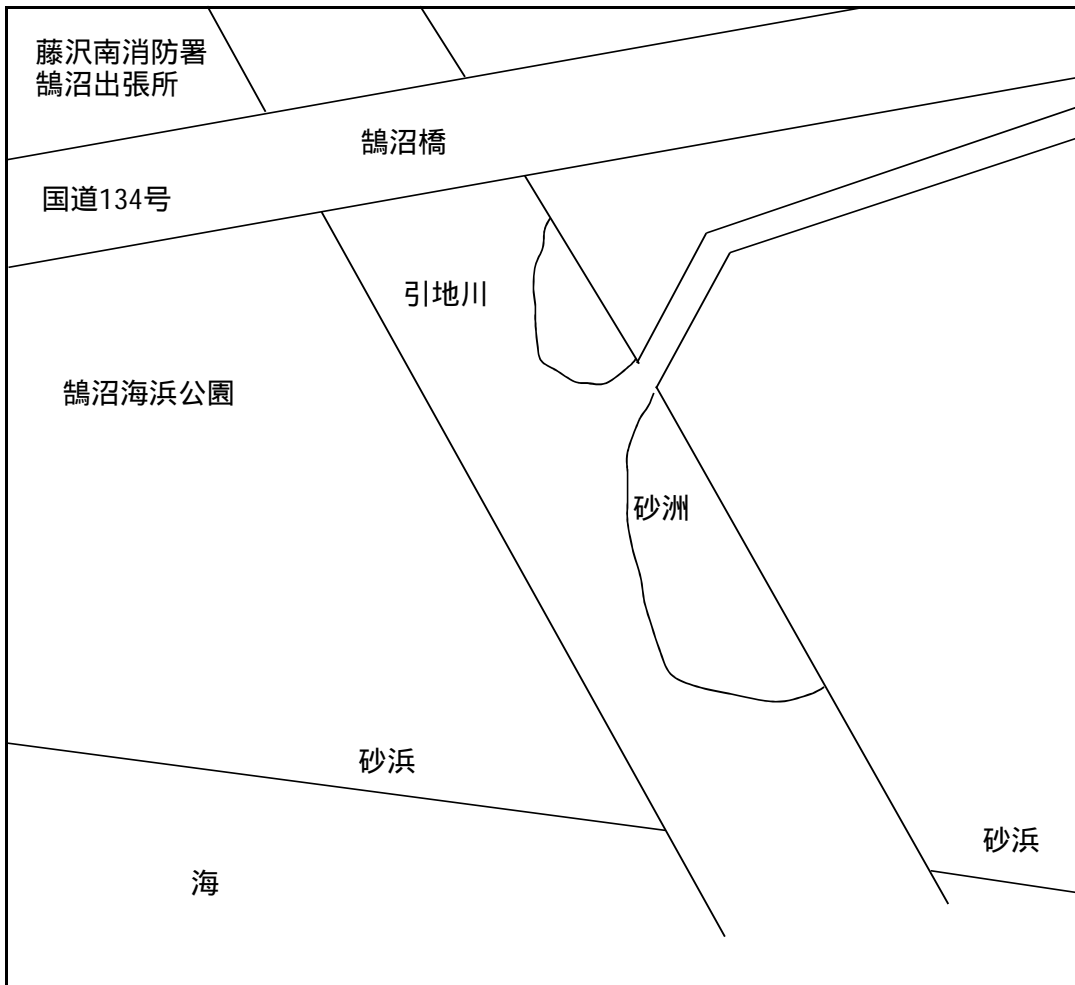 藤沢南消防署
鵠沼出張所
鵠沼橋
国道134号
引地川
鵠沼海浜公園
砂洲
砂浜
砂浜
海